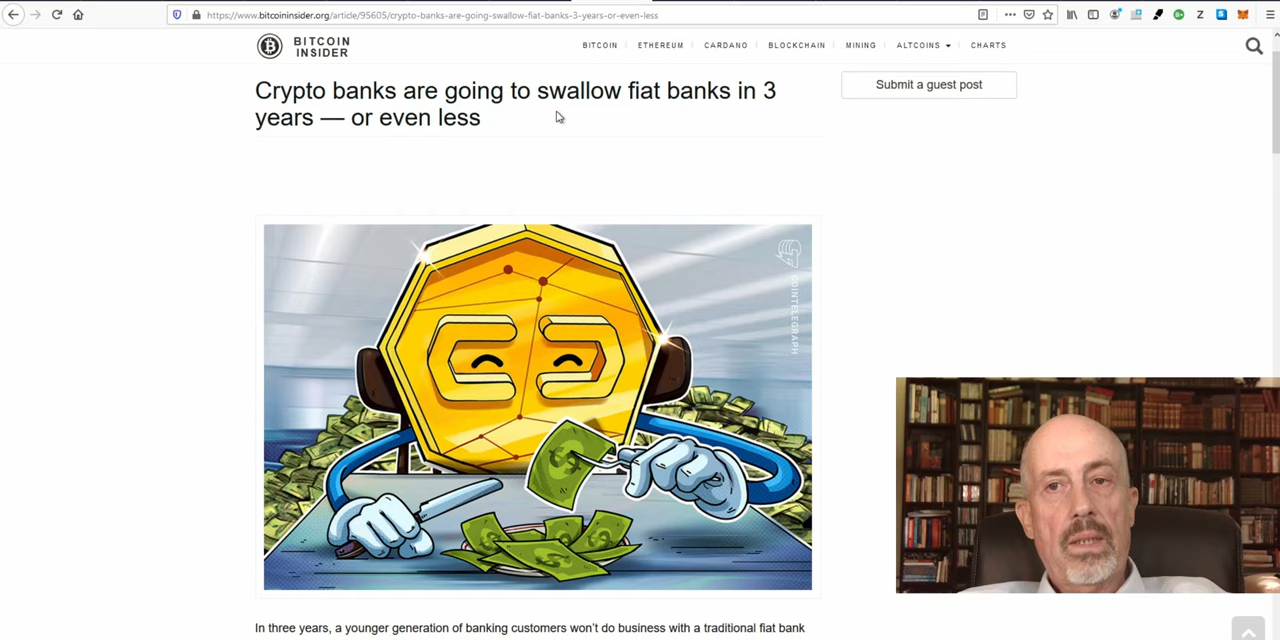 https://www.bitcoininsider.org/article/95605/crypto-banks-are-going-swallow-fiat-banks-3-years-or-even-less
BITCOIN
INSIDER
BITCOIN
ETHEREUM
CARDANO
BLOCKCHAIN
MINING
ALTCOINS
CHARTS
Crypto banks are going to swallow fiat banks in 3
years — or even less
Submit a guest post
COINTELEGRAPH
In three years, a younger generation of banking customers won't do business with a traditional fiat bank